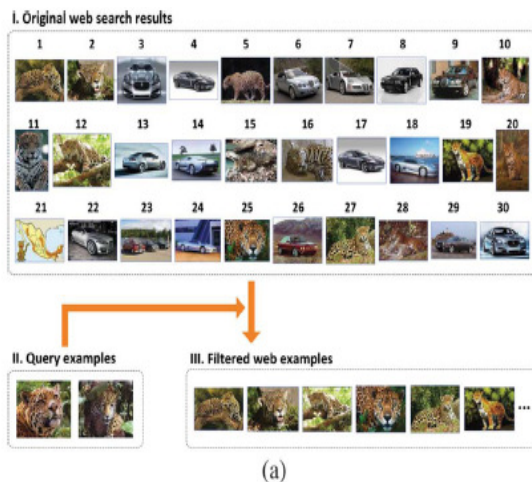 I. Original web search results
1 2 3 4 5 6 7 8 9 10
11 12 13 14 15 16 17 18 19 20
21 22 23 24 25 26 27 28 29 30
II. Query examples III. Filtered web examples
...
(a)